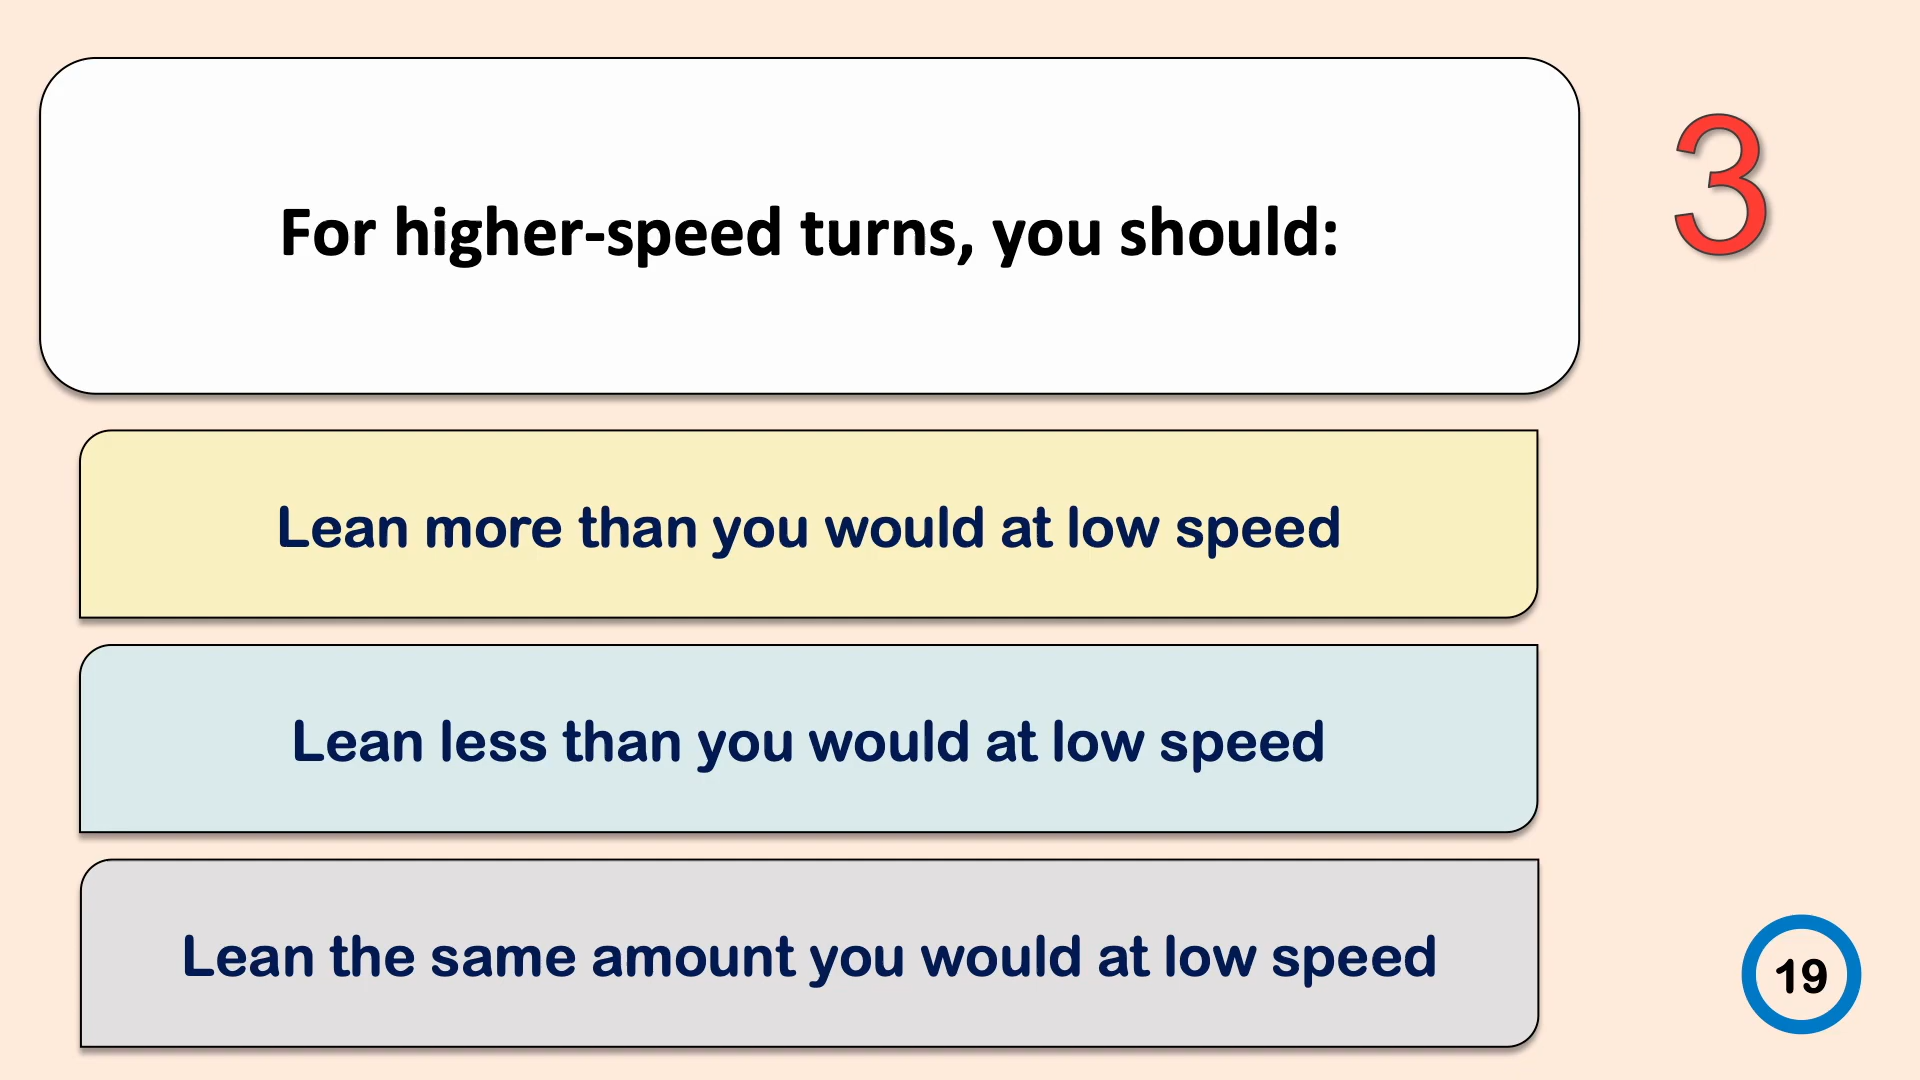 For higher-speed turns, you should:
3
Lean more than you would at low speed
Lean less than you would at low speed
Lean the same amount you would at low speed
19